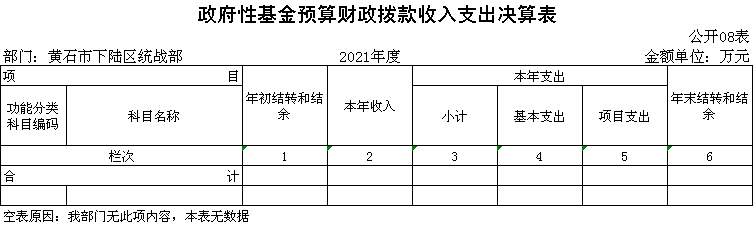 政府性基金预算财政拨款收入支出决算表
公开08表
部门：黄石市下陆区统战部 2021年度 金额单位：万元
项 目 年初结转和结余 本年收入 本年支出 年末结转和结余
功能分类科目编码 科目名称 小计 基本支出 项目支出
栏次 1 2 3 4 5 6
合 计
空表原因：我部门无此项内容，本表无数据